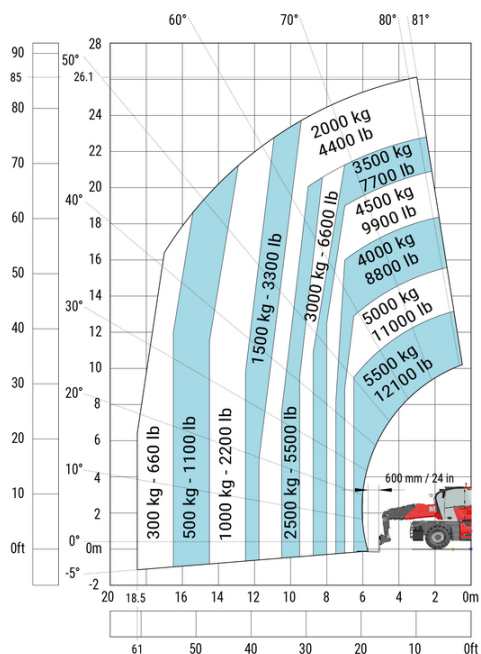 60°
70°
80°
81°
90
28
50°
85
26.1
80
24
2000 kg
4400 lb
70
22
3500 kg
7700 lb
20
40°
4500 kg
9900 lb
60
18
3000 kg - 6600 lb
4000 kg
8800 lb
50
16
1500 kg - 3300 lb
14
30°
5000 kg
11000 lb
40
12
10
5500 kg
12100 lb
30
20°
8
300 kg - 660 lb
500 kg - 1100 lb
1000 kg - 2200 lb
2500 kg - 5500 lb
20
6
10°
4
600 mm / 24 in
10
2
0ft
0°
0m
-5°
-2
20
18.5
16
14
12
10
8
6
4
2
0m
61
50
40
30
20
10
0ft